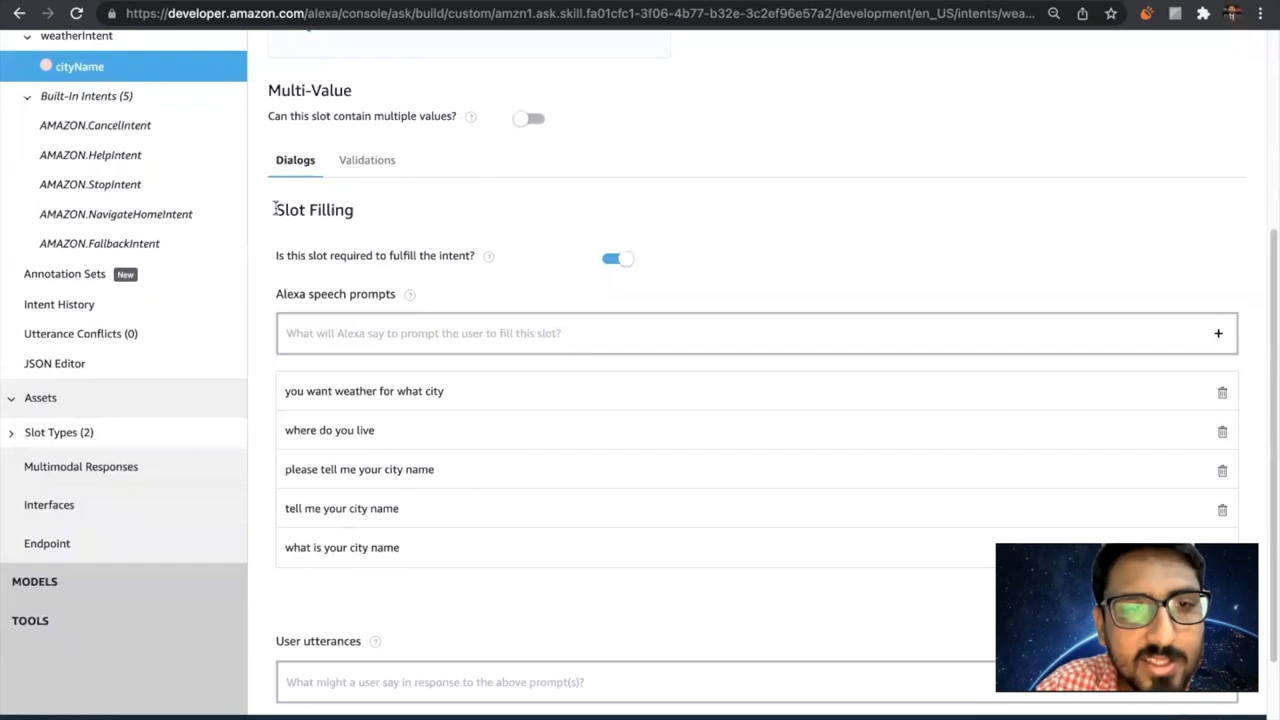 https://developer.amazon.com/alexa/console/ask/build/custom/amzn1.ask.skill.fa01cfc1-3f06-4b77-b32e-3c2ef96e57a2/development/en_US/intents/wea...
weatherIntent
cityName
Built-In Intents (5)
AMAZON.CancelIntent
AMAZON.HelpIntent
AMAZON.StopIntent
AMAZON.NavigateHomeIntent
AMAZON.FallbackIntent
Annotation Sets New
Intent History
Utterance Conflicts (0)
JSON Editor
Assets
Slot Types (2)
Multimodal Responses
Interfaces
Endpoint
MODELS
TOOLS
Multi-Value
Can this slot contain multiple values? ?
Dialogs Validations
Slot Filling
Is this slot required to fulfill the intent? ?
Alexa speech prompts ?
What will Alexa say to prompt the user to fill this slot? +
you want weather for what city
where do you live
please tell me your city name
tell me your city name
what is your city name
User utterances ?
What might a user say in response to the above prompt(s)?